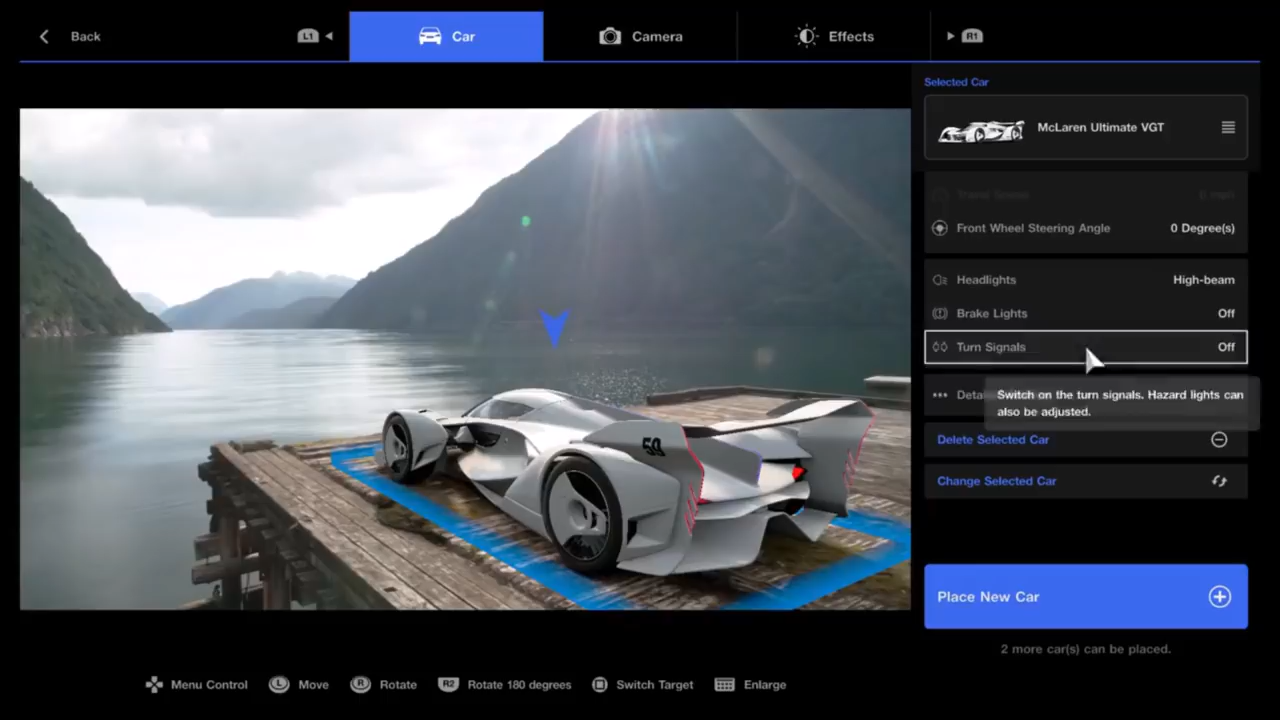 Back
L1
Car
Camera
Effects
R1
Selected Car
McLaren Ultimate VGT
Front Wheel Steering Angle 0 Degree(s)
Headlights High-beam
Brake Lights Off
Turn Signals Off
Switch on the turn signals. Hazard lights can
also be adjusted.
Delete Selected Car
Change Selected Car
Place New Car
2 more car(s) can be placed.
Menu Control
L Move
R Rotate
R2 Rotate 180 degrees
Switch Target
Enlarge